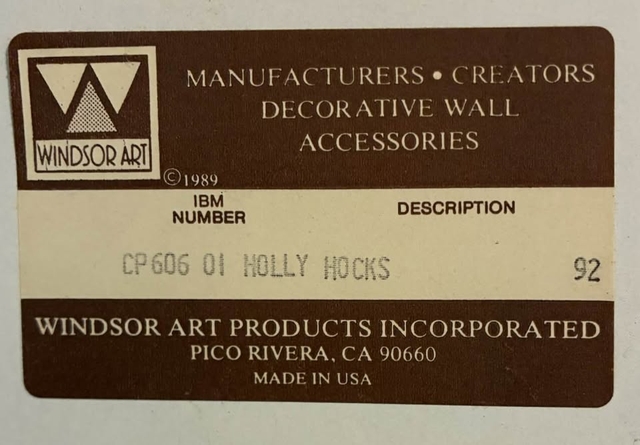 WINDSOR ART
MANUFACTURERS • CREATORS
DECORATIVE WALL
ACCESSORIES
©1989
IBM
NUMBER
DESCRIPTION
CP606 01 HOLLY HOCKS 92
WINDSOR ART PRODUCTS INCORPORATED
PICO RIVERA, CA 90660
MADE IN USA